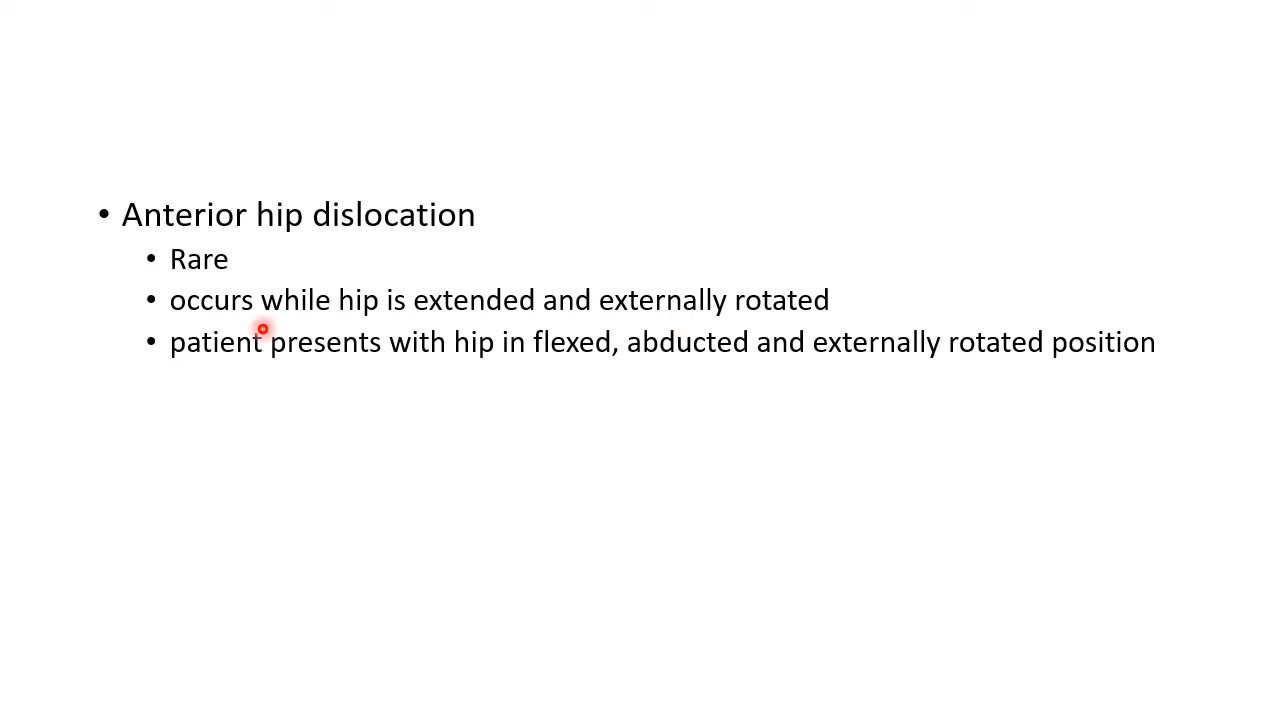 • Anterior hip dislocation
• Rare
• occurs while hip is extended and externally rotated
• patient presents with hip in flexed, abducted and externally rotated position